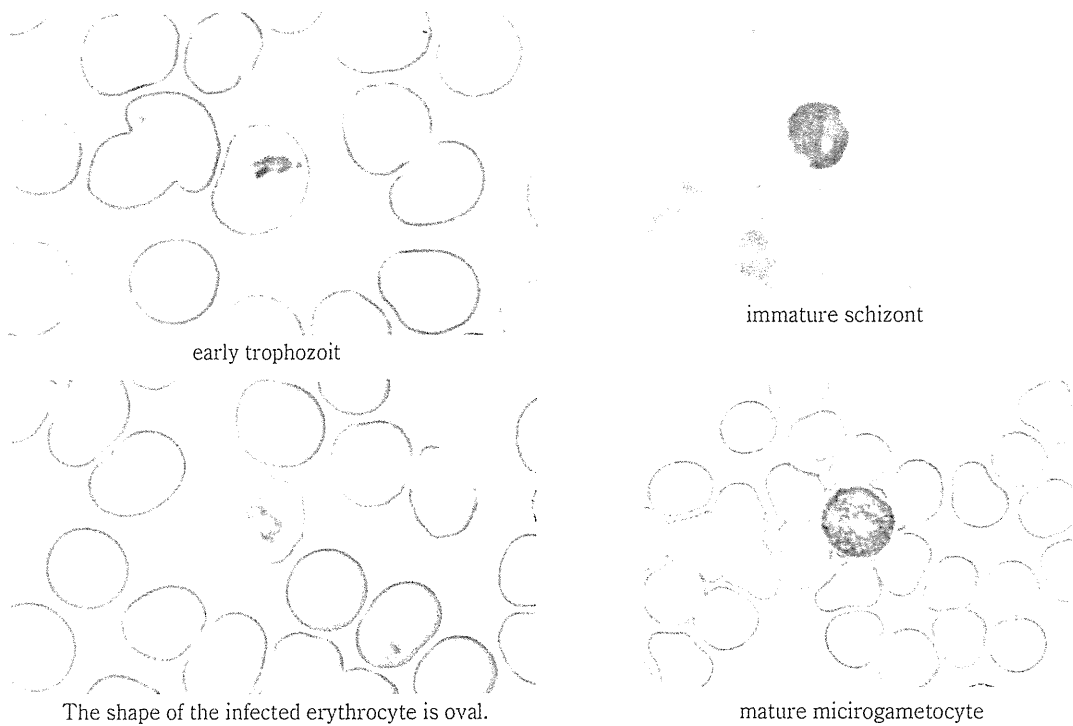 early trophozoit
immature schizont
The shape of the infected erythrocyte is oval.
mature micirogametocyte